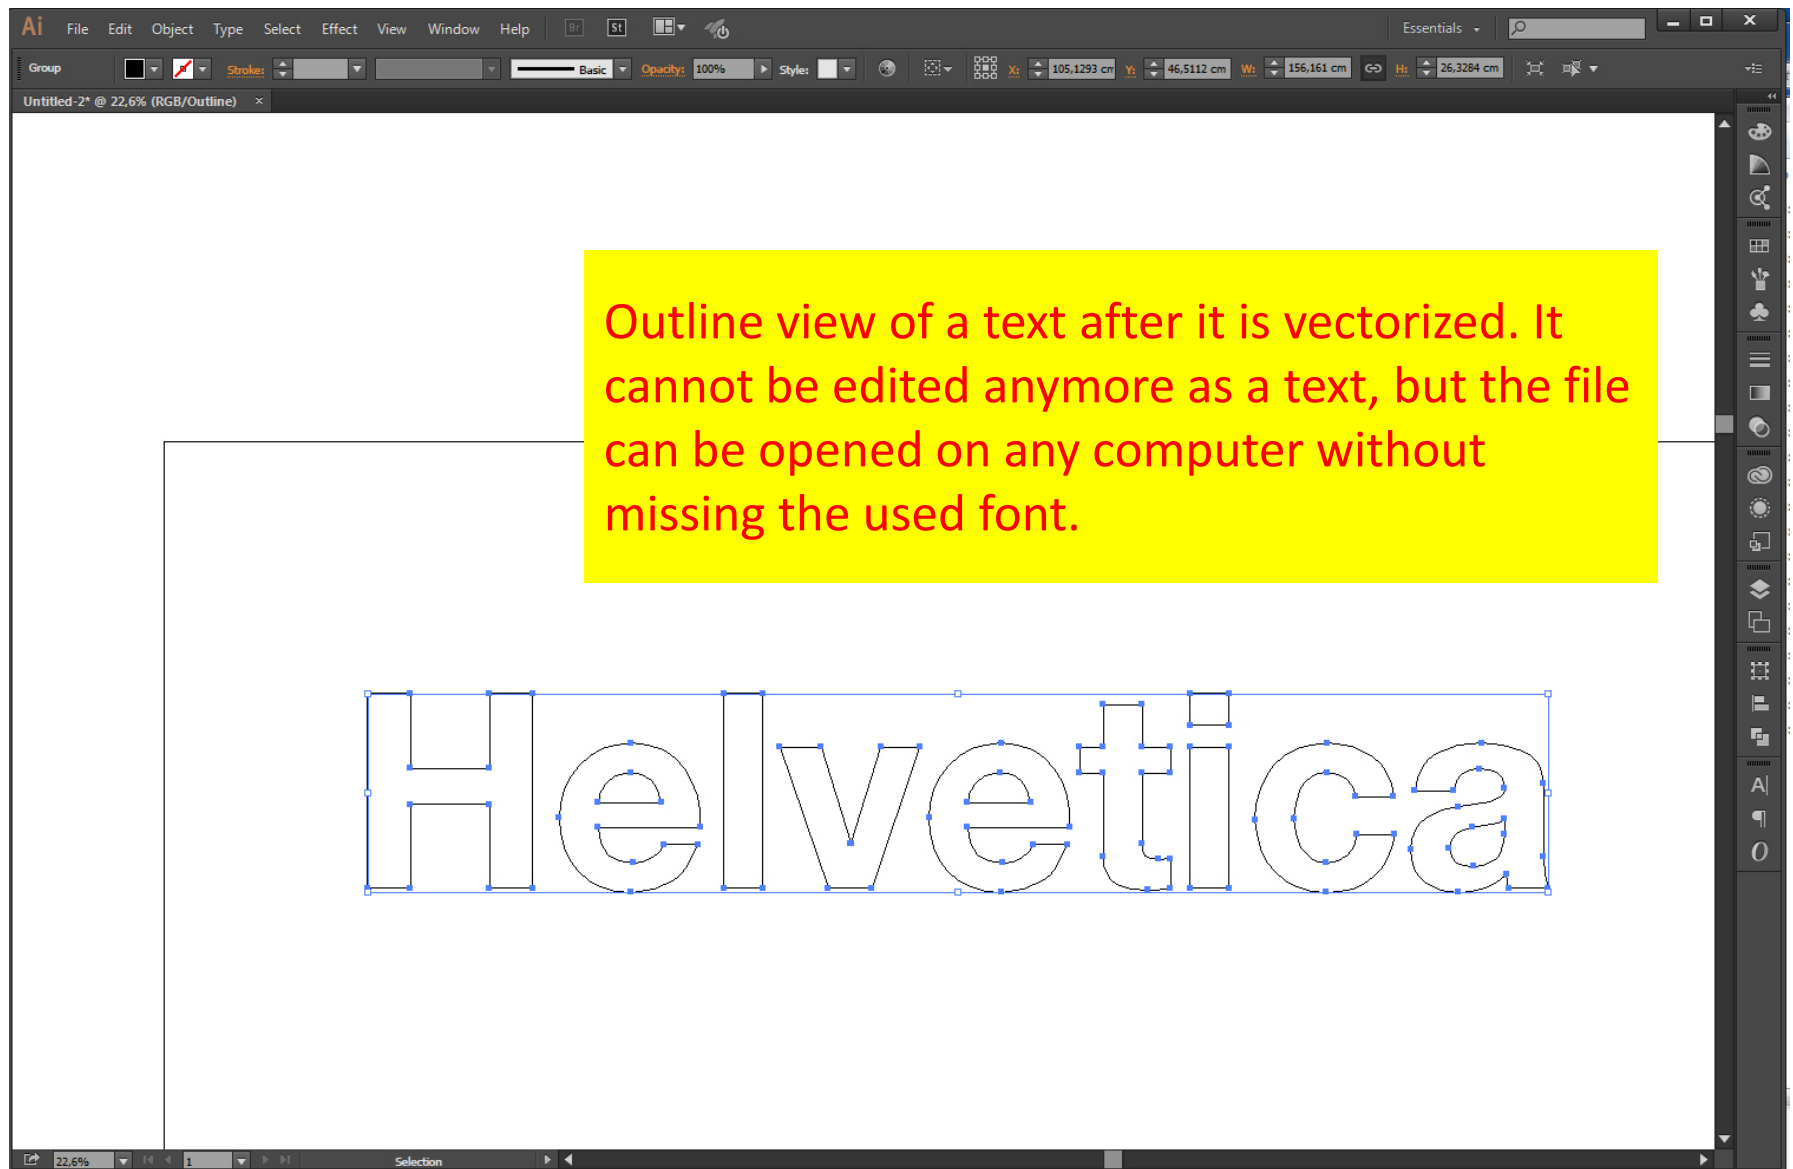 Ai File Edit Object Type Select Effect View Window Help Br St Essentials
Group Stroke: Basic Opacity: 100% Style: X: 105,1293 cm Y: 46,5112 cm W: 156,161 cm H: 26,3284 cm
Untitled-2* @ 22,6% (RGB/Outline) ×
Outline view of a text after it is vectorized. It
cannot be edited anymore as a text, but the file
can be opened on any computer without
missing the used font.
Helvetica
22,6% 1 Selection